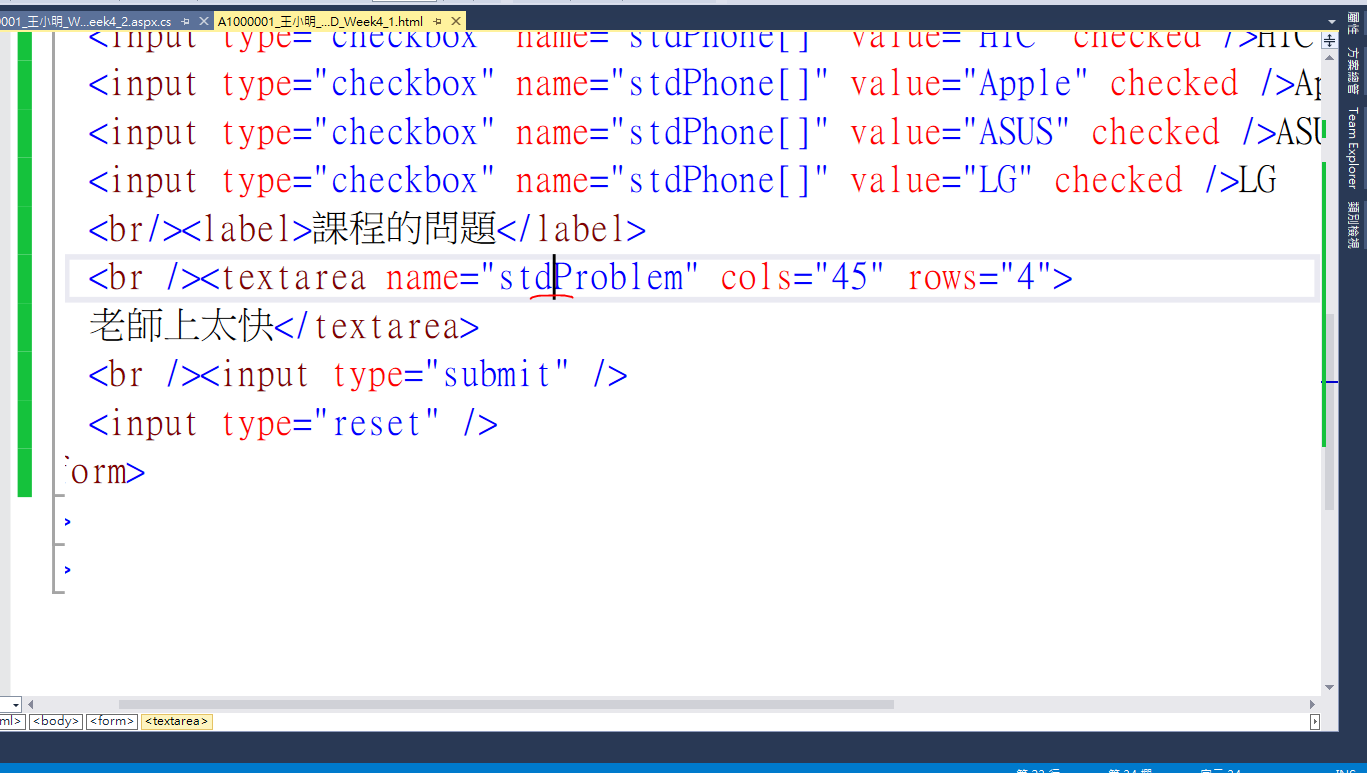 001_王小明_W...eek4_2.aspx.cs
A1000001_王小明_...D_Week4_1.html
<input type="checkbox" name="stdPhone[]" value="HTC" checked />HTC
<input type="checkbox" name="stdPhone[]" value="Apple" checked />Ap
<input type="checkbox" name="stdPhone[]" value="ASUS" checked />ASU
<input type="checkbox" name="stdPhone[]" value="LG" checked />LG
<br/><label>課程的問題</label>
<br /><textarea name="stdProblem" cols="45" rows="4">
老師上太快</textarea>
<br /><input type="submit" />
<input type="reset" />
form>
>
>
ml> <body> <form> <textarea>
屬性
方案總管
Team Explorer
類別檢視